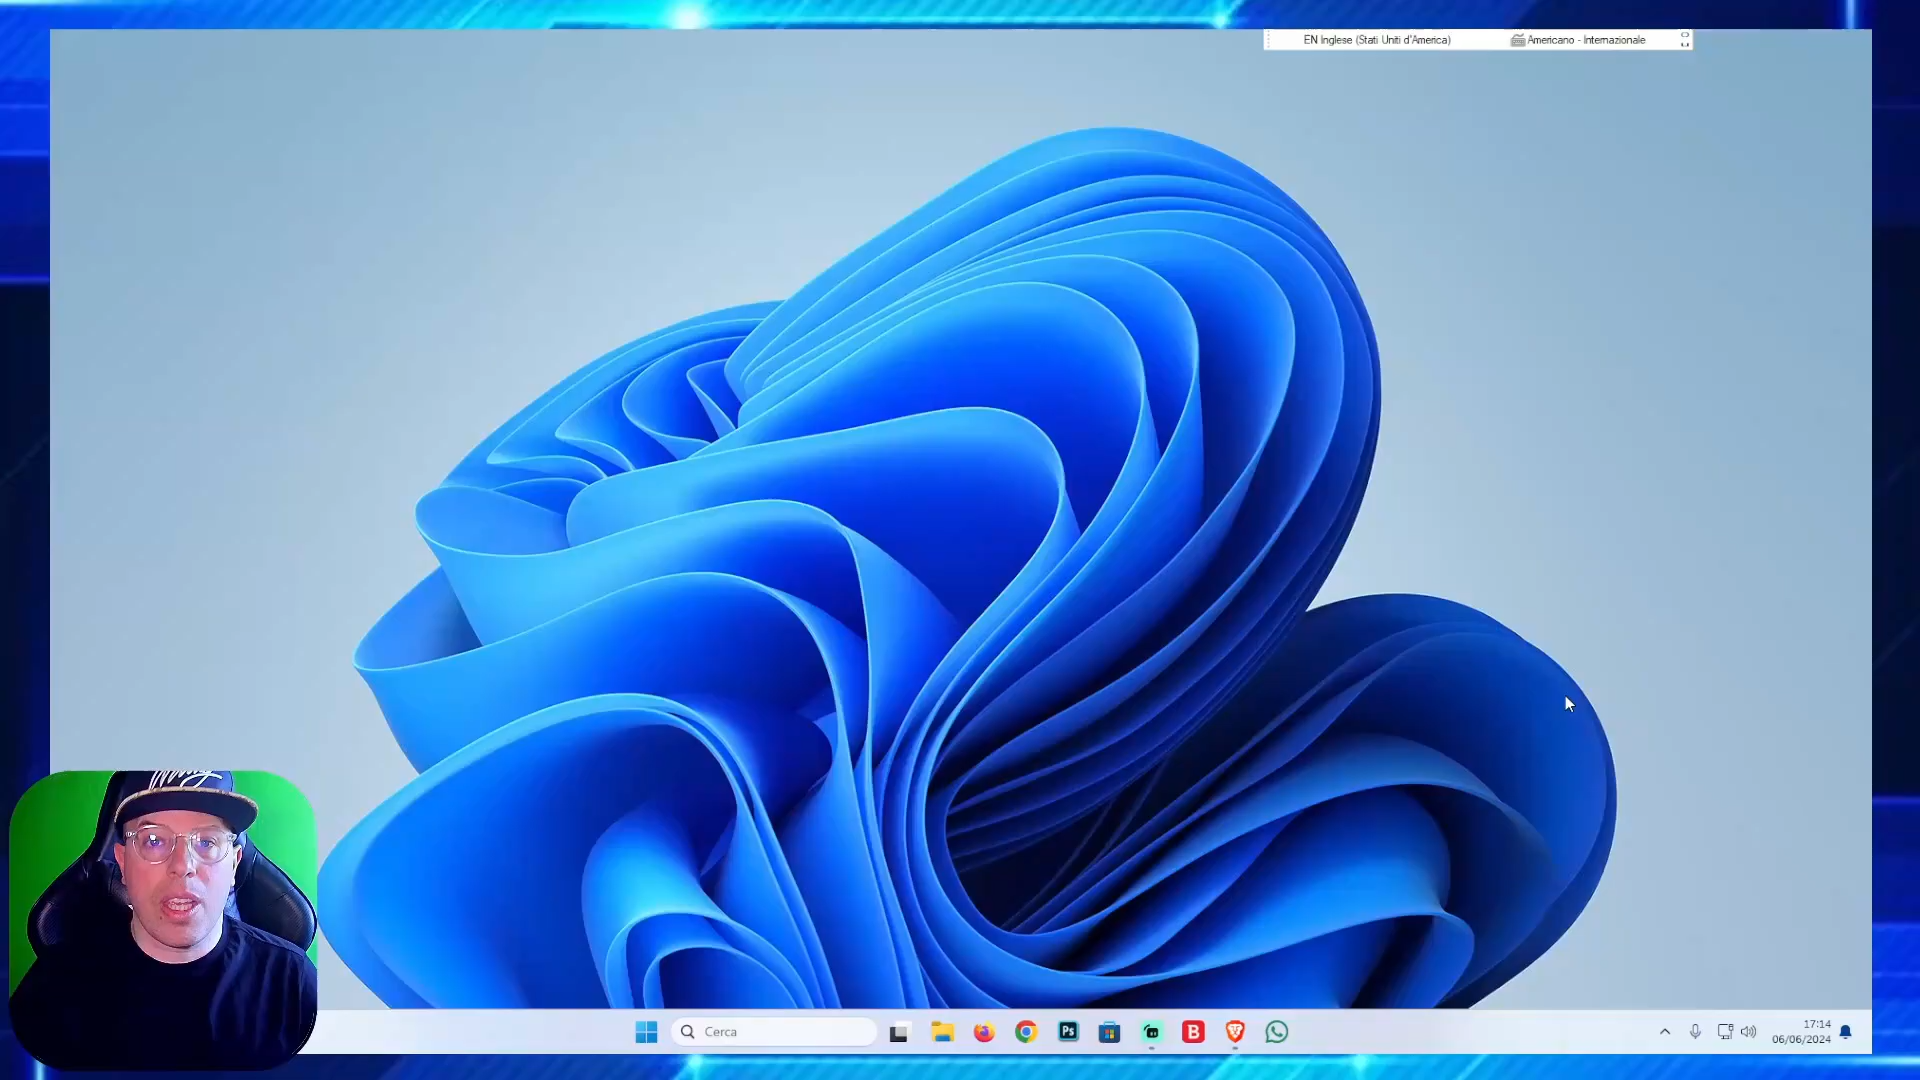 EN Inglese (Stati Uniti d'America) Americano - Internazionale
Cerca
Ps
B
17:14
06/06/2024